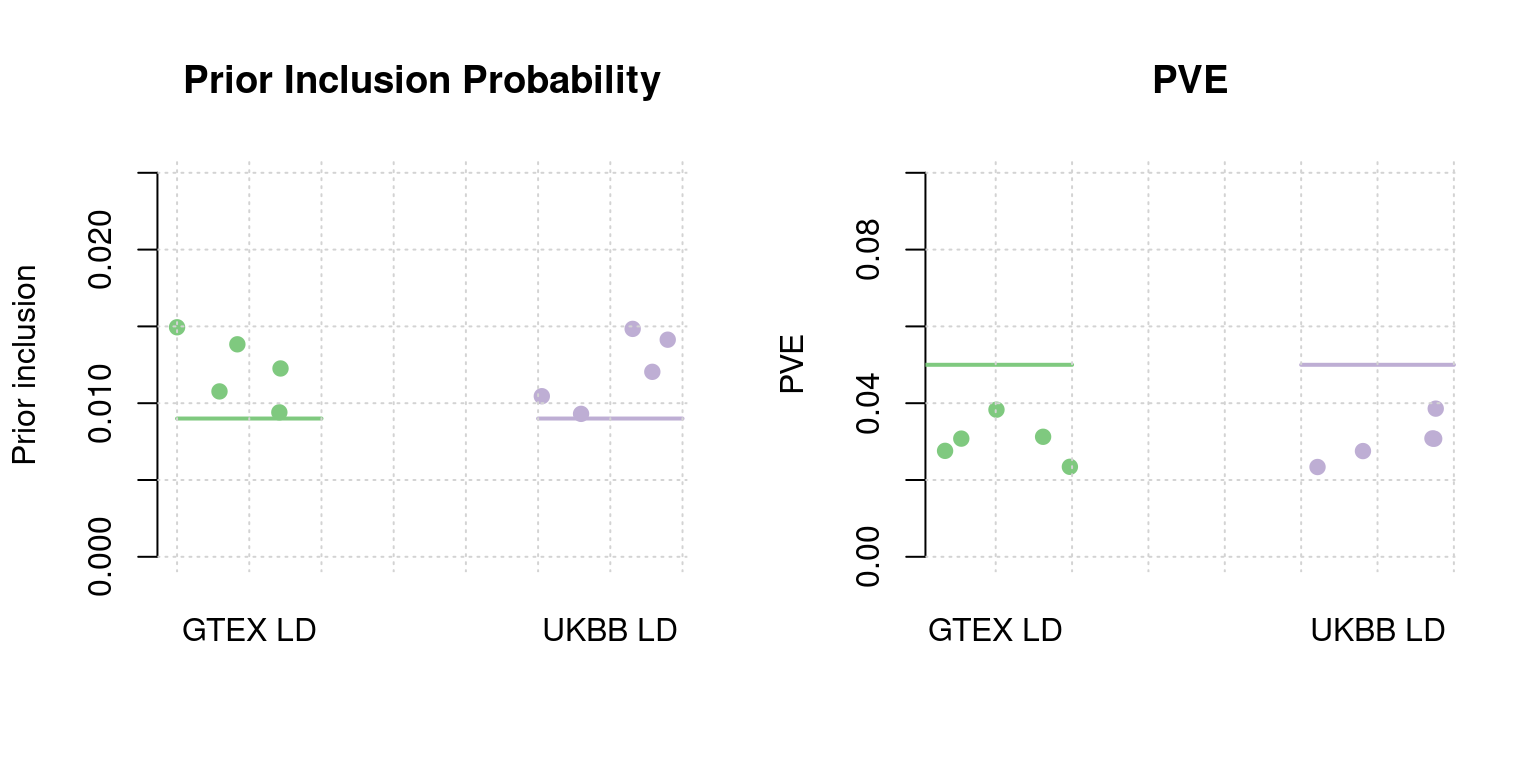 Prior Inclusion Probability
Prior inclusion
0.020
0.010
0.000
GTEX LD
UKBB LD
PVE
PVE
0.08
0.04
0.00
GTEX LD
UKBB LD